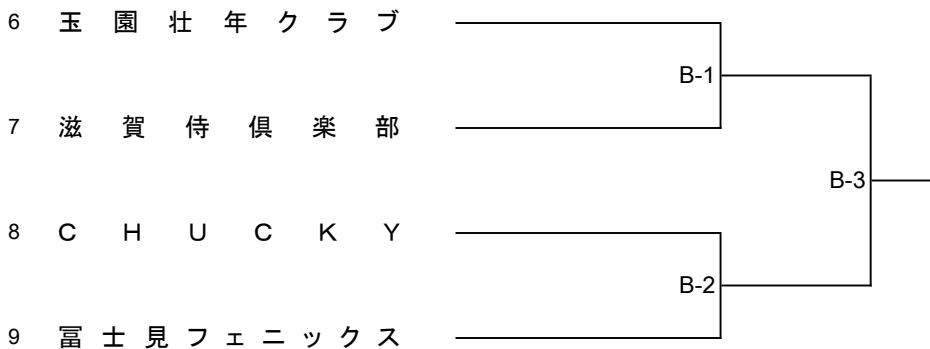 6 玉園壮年クラブ
B-1
7 滋賀侍倶楽部
B-3
8 ＣＨＵＣＫＹ
B-2
9 冨士見フェニックス